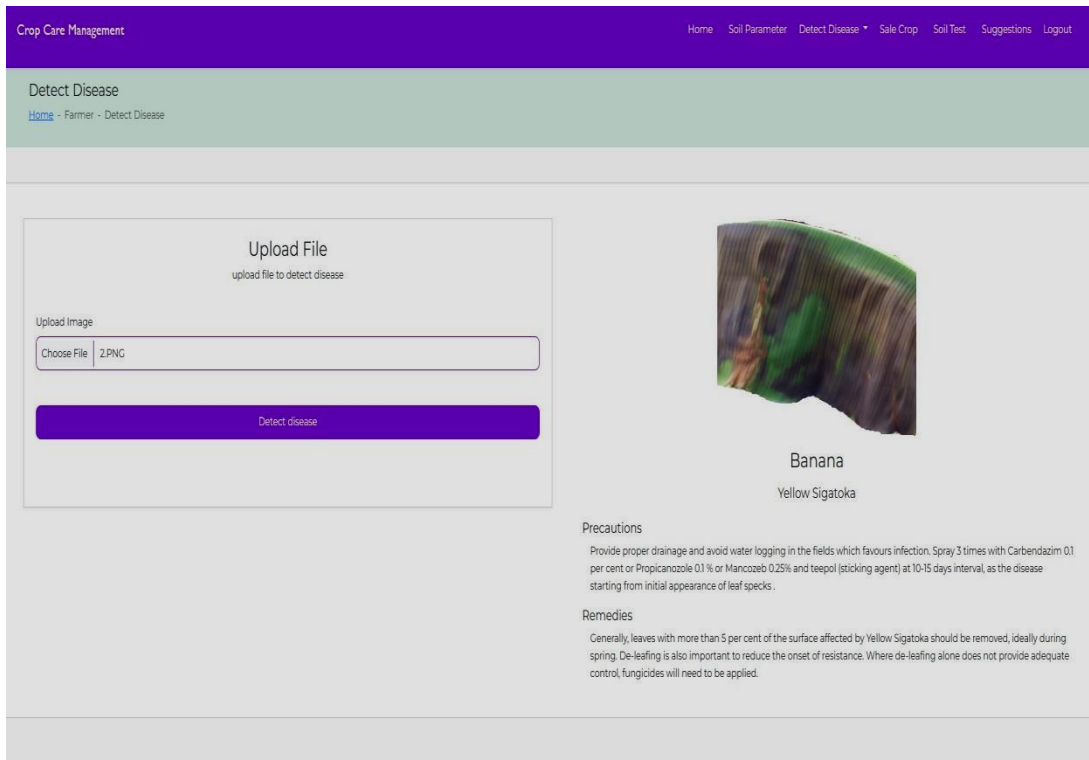 Crop Care Management
Home Soil Parameter Detect Disease Sale Crop Soil Test Suggestions Logout
Detect Disease
Home - Farmer - Detect Disease
Upload File
upload file to detect disease
Upload Image
Choose File 2.PNG
Detect disease
Banana
Yellow Sigatoka
Precautions
Provide proper drainage and avoid water logging in the fields which favours infection. Spray 3 times with Carbendazim 0.1
per cent or Propicanozole 0.1 % or Mancozeb 0.25% and teepol (sticking agent) at 10-15 days interval, as the disease
starting from initial appearance of leaf specks .
Remedies
Generally, leaves with more than 5 per cent of the surface affected by Yellow Sigatoka should be removed, ideally during
spring. De-leafing is also important to reduce the onset of resistance. Where de-leafing alone does not provide adequate
control, fungicides will need to be applied.